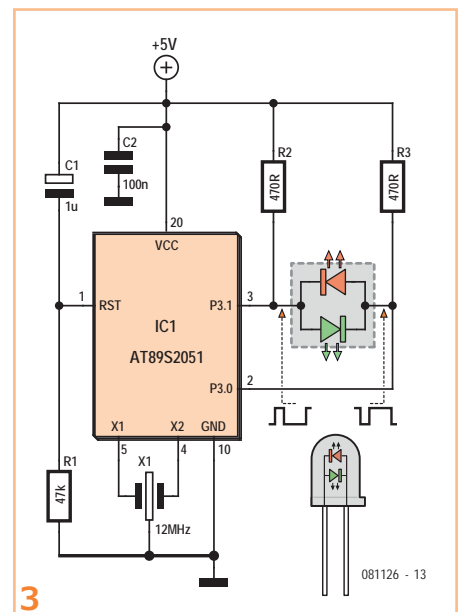 +5V
C1
1u
C2
100n
R2
470R
R3
470R
20
VCC
1
RST
P3.1
3
IC1
AT89S2051
P3.0
2
X1
X2
GND
5
4
10
R1
47k
X1
12MHz
081126 - 13
3